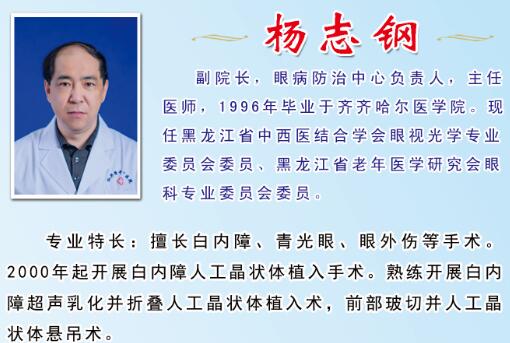 杨志钢
副院长，眼病防治中心负责人，主任
医师，1996年毕业于齐齐哈尔医学院。现
任黑龙江省中西医结合学会眼视光学专业
委员会委员、黑龙江省老年医学研究会眼
科专业委员会委员。
专业特长：擅长白内障、青光眼、眼外伤等手术。
2000年起开展白内障人工晶状体植入手术。熟练开展白内
障超声乳化并折叠人工晶状体植入术，前部玻切并人工晶
状体悬吊术。